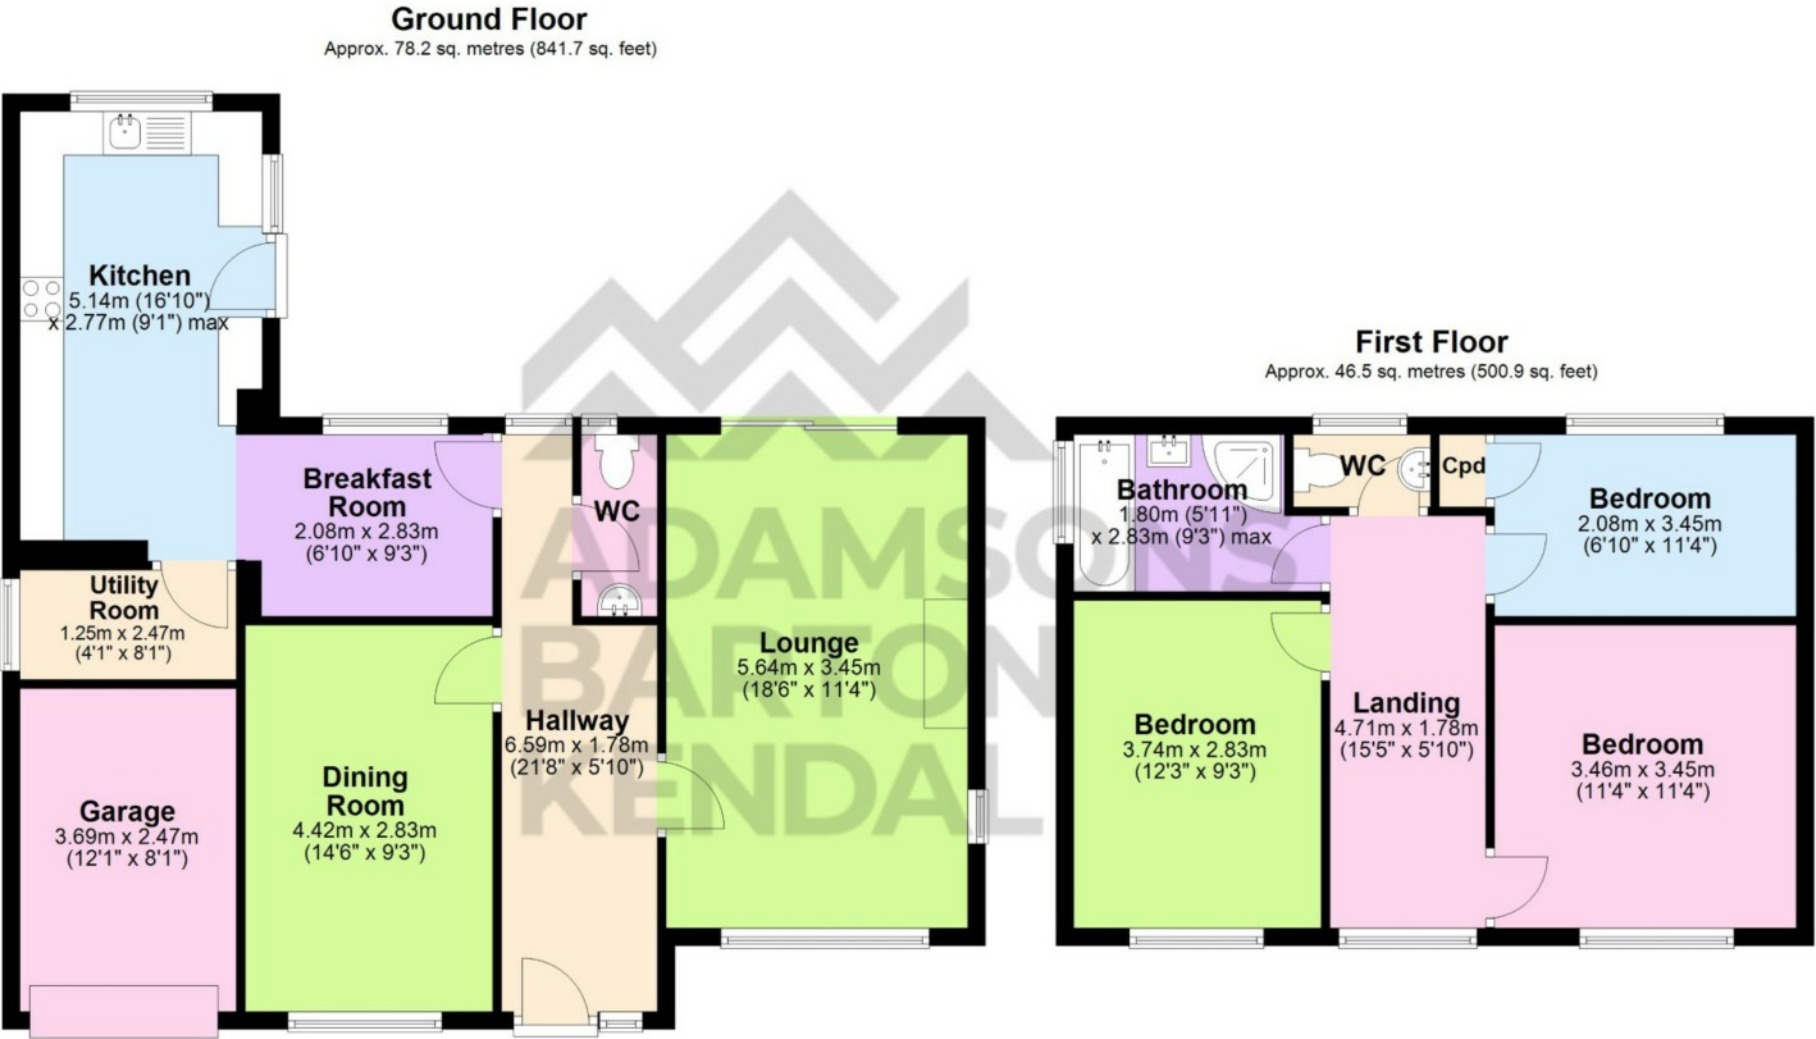 Ground Floor
Approx. 78.2 sq. metres (841.7 sq. feet)
Kitchen
5.14m (16'10")
x 2.77m (9'1") max
Breakfast
Room
2.08m x 2.83m
(6'10" x 9'3")
WC
Utility
Room
1.25m x 2.47m
(4'1" x 8'1")
Lounge
5.64m x 3.45m
(18'6" x 11'4")
Hallway
6.59m x 1.78m
(21'8" x 5'10")
Dining
Room
4.42m x 2.83m
(14'6" x 9'3")
Garage
3.69m x 2.47m
(12'1" x 8'1")
First Floor
Approx. 46.5 sq. metres (500.9 sq. feet)
Bathroom
1.80m (5'11")
x 2.83m (9'3") max
WC
Cpd
Bedroom
2.08m x 3.45m
(6'10" x 11'4")
Bedroom
3.74m x 2.83m
(12'3" x 9'3")
Landing
4.71m x 1.78m
(15'5" x 5'10")
Bedroom
3.46m x 3.45m
(11'4" x 11'4")
ADAMSONS
BARTON
KENDAL